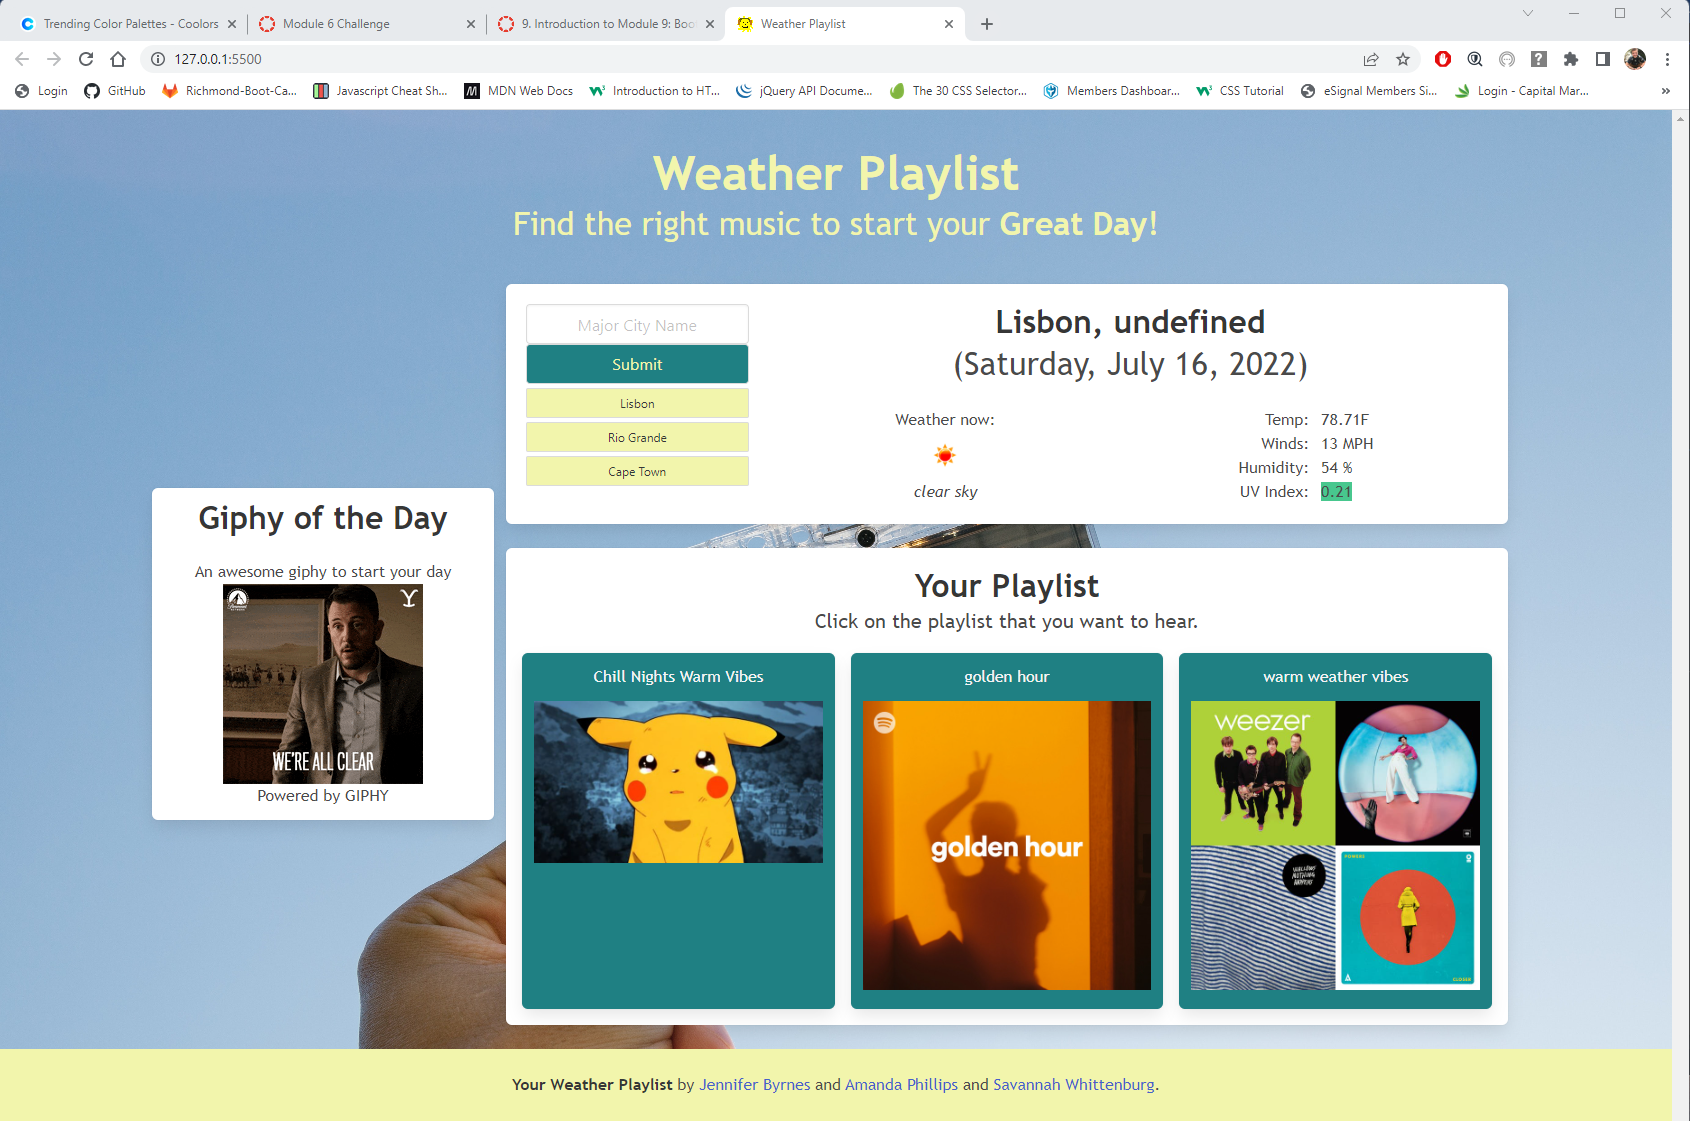 Trending Color Palettes - Coolors
Module 6 Challenge
9. Introduction to Module 9: Boo
Weather Playlist
127.0.0.1:5500
Login
GitHub
Richmond-Boot-Ca...
Javascript Cheat Sh...
MDN Web Docs
Introduction to HT...
jQuery API Docume...
The 30 CSS Selector...
Members Dashboar...
CSS Tutorial
eSignal Members Si...
Login - Capital Mar...
Weather Playlist
Find the right music to start your Great Day!
Major City Name
Submit
Lisbon
Rio Grande
Cape Town
Lisbon, undefined
(Saturday, July 16, 2022)
Weather now:
clear sky
Temp: 78.71F
Winds: 13 MPH
Humidity: 54 %
UV Index: 0.21
Giphy of the Day
An awesome giphy to start your day
WE'RE ALL CLEAR
Powered by GIPHY
Your Playlist
Click on the playlist that you want to hear.
Chill Nights Warm Vibes
golden hour
golden hour
warm weather vibes
weezer
POWERS
CLOSER
Your Weather Playlist by Jennifer Byrnes and Amanda Phillips and Savannah Whittenburg.